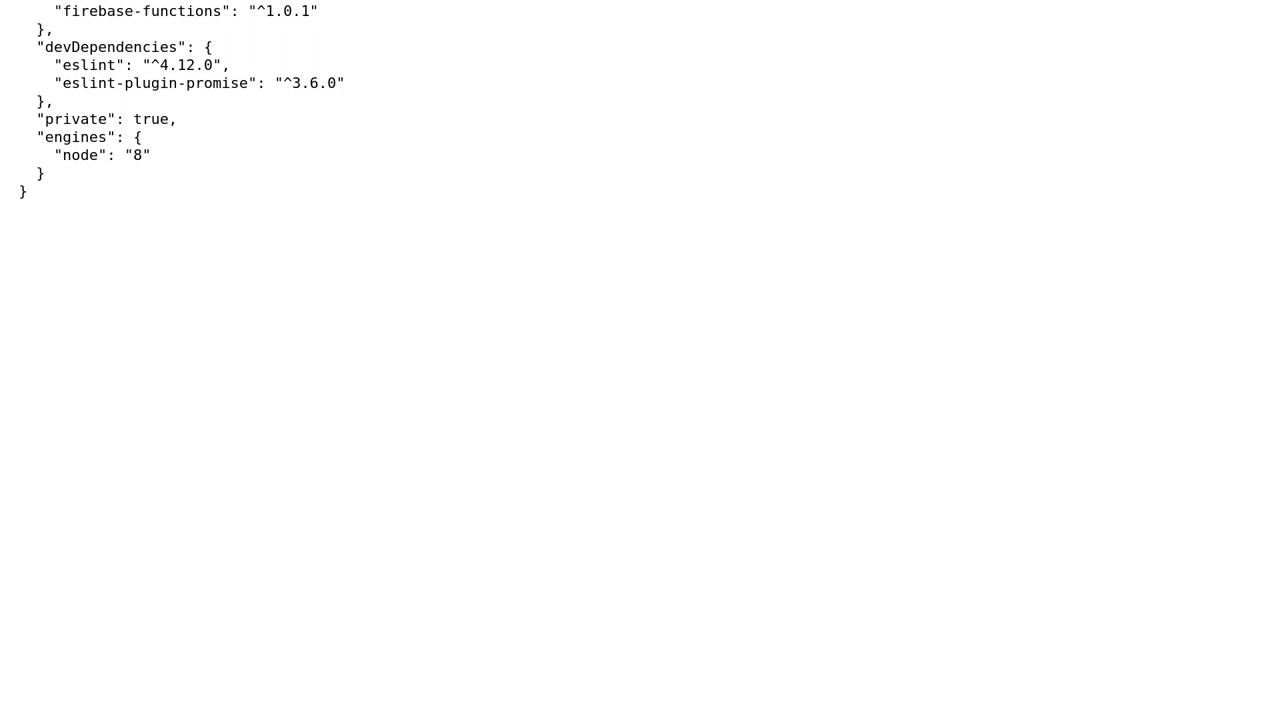 "firebase-functions": "^1.0.1"
  },
  "devDependencies": {
    "eslint": "^4.12.0",
    "eslint-plugin-promise": "^3.6.0"
  },
  "private": true,
  "engines": {
    "node": "8"
  }
}